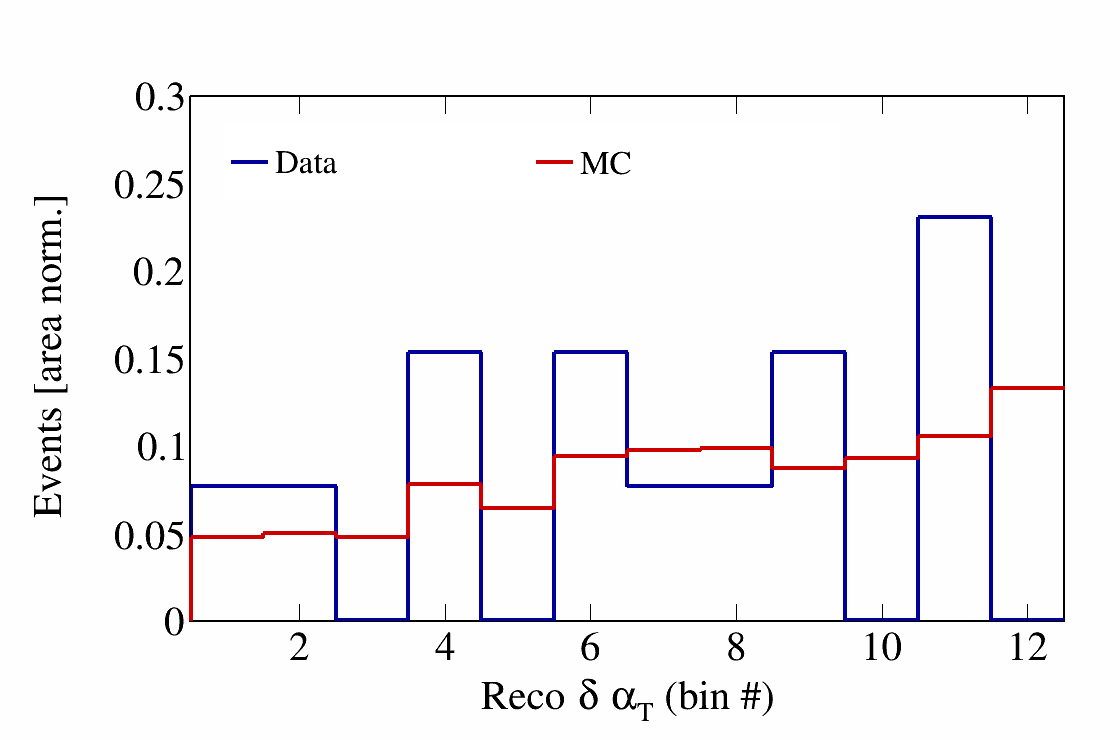 0.3
0.25
0.2
0.15
0.1
0.05
0
Events [area norm.]
Data
MC
2 4 6 8 10 12
Reco δ α_T (bin #)